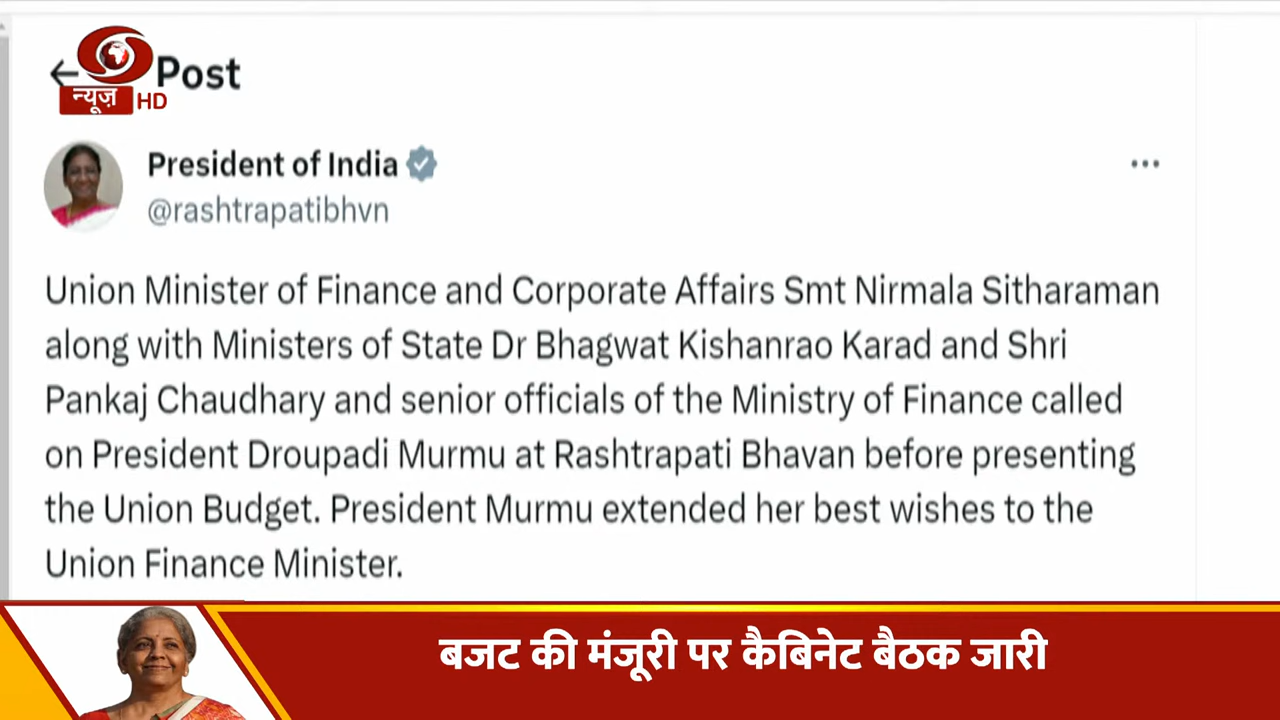 Post
न्यूज़ HD
President of India
@rashtrapatibhvn
Union Minister of Finance and Corporate Affairs Smt Nirmala Sitharaman
along with Ministers of State Dr Bhagwat Kishanrao Karad and Shri
Pankaj Chaudhary and senior officials of the Ministry of Finance called
on President Droupadi Murmu at Rashtrapati Bhavan before presenting
the Union Budget. President Murmu extended her best wishes to the
Union Finance Minister.
बजट की मंजूरी पर कैबिनेट बैठक जारी